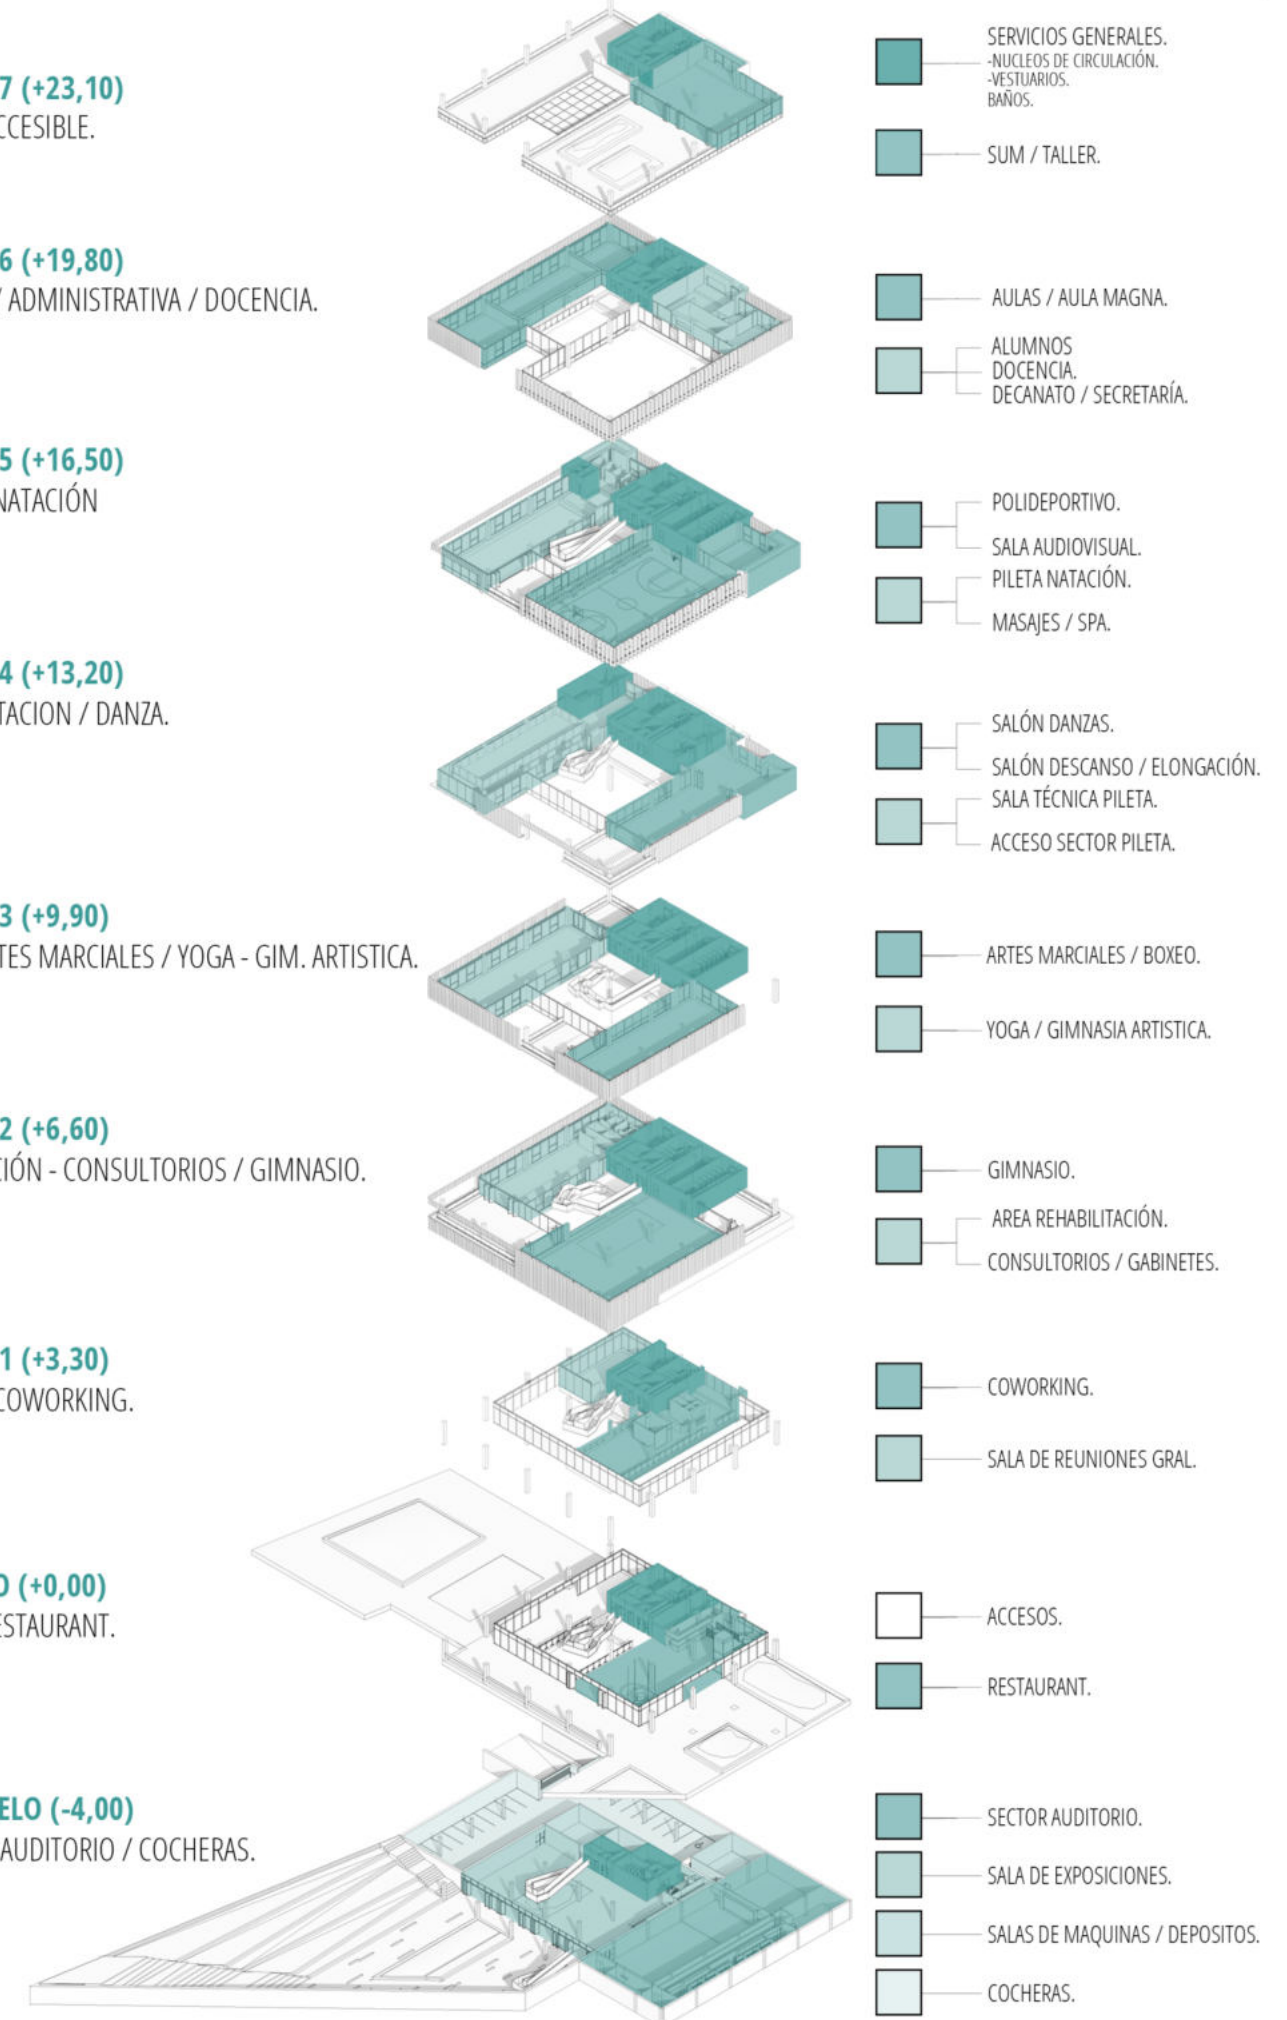 7 (+23,10)
CCESIBLE.
SERVICIOS GENERALES.
-NUCLEOS DE CIRCULACIÓN.
-VESTUARIOS.
BAÑOS.
SUM / TALLER.
6 (+19,80)
/ ADMINISTRATIVA / DOCENCIA.
AULAS / AULA MAGNA.
ALUMNOS
DOCENCIA.
DECANATO / SECRETARÍA.
5 (+16,50)
NATACIÓN
POLIDEPORTIVO.
SALA AUDIOVISUAL.
PILETA NATACIÓN.
MASAJES / SPA.
4 (+13,20)
TACION / DANZA.
SALÓN DANZAS.
SALÓN DESCANSO / ELONGACIÓN.
SALA TÉCNICA PILETA.
ACCESO SECTOR PILETA.
3 (+9,90)
TES MARCIALES / YOGA - GIM. ARTISTICA.
ARTES MARCIALES / BOXEO.
YOGA / GIMNASIA ARTISTICA.
2 (+6,60)
CIÓN - CONSULTORIOS / GIMNASIO.
GIMNASIO.
AREA REHABILITACIÓN.
CONSULTORIOS / GABINETES.
1 (+3,30)
COWORKING.
COWORKING.
SALA DE REUNIONES GRAL.
O (+0,00)
ESTAURANT.
ACCESOS.
RESTAURANT.
ELO (-4,00)
AUDITORIO / COCHERAS.
SECTOR AUDITORIO.
SALA DE EXPOSICIONES.
SALAS DE MAQUINAS / DEPOSITOS.
COCHERAS.